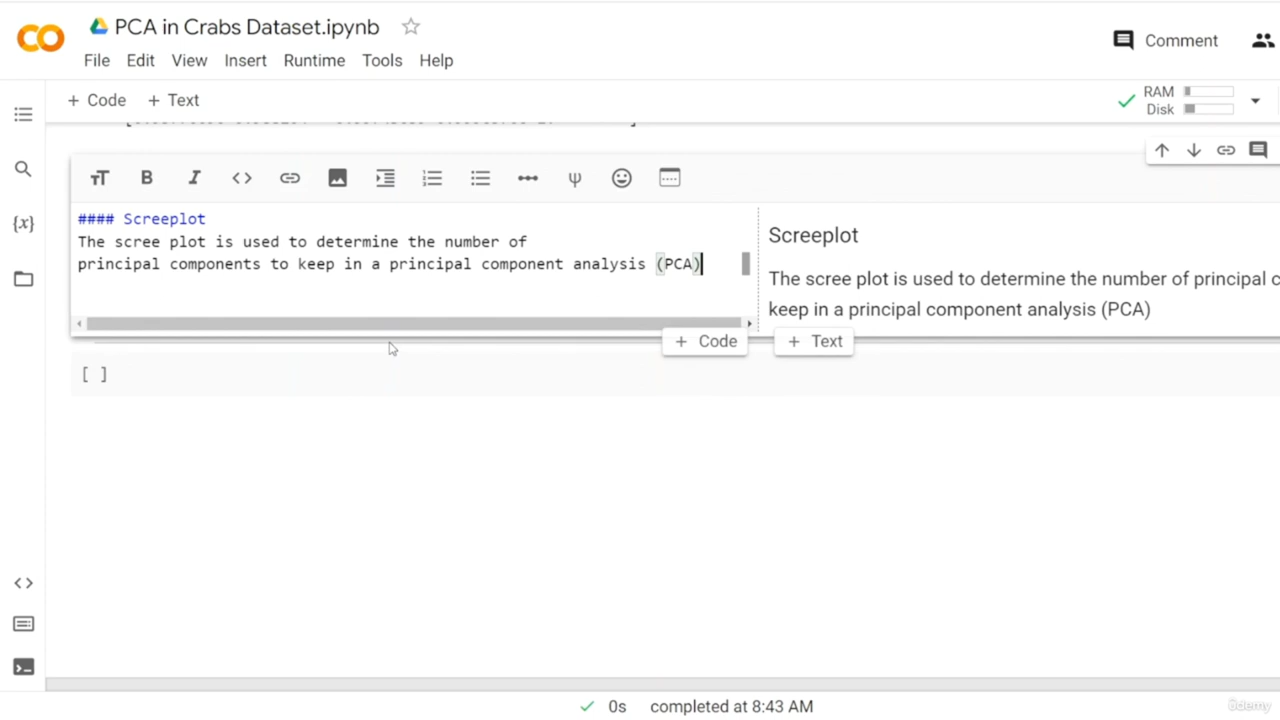 PCA in Crabs Dataset.ipynb
Comment
File Edit View Insert Runtime Tools Help
+ Code + Text
RAM
Disk
#### Screeplot
The scree plot is used to determine the number of
principal components to keep in a principal component analysis (PCA)
Screeplot
The scree plot is used to determine the number of principal c
keep in a principal component analysis (PCA)
+ Code + Text
[ ]
0s completed at 8:43 AM
ûdemy